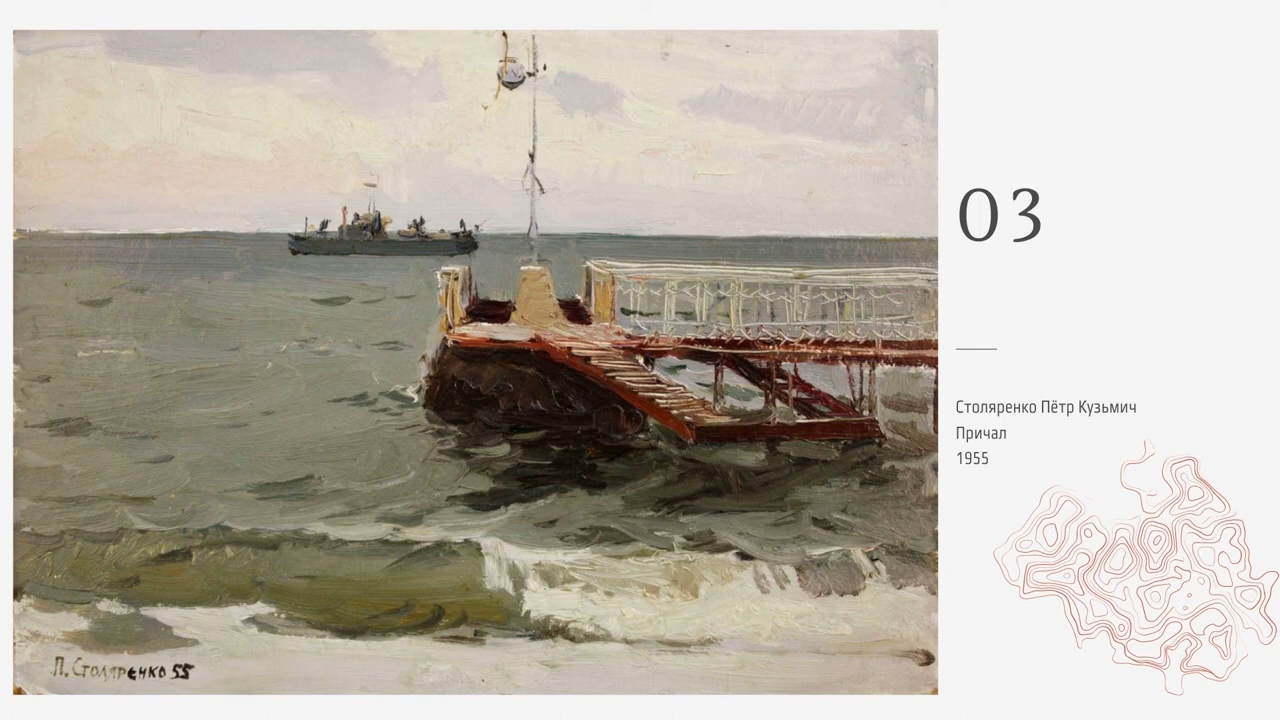 03
Столяренко Пётр Кузьмич
Причал
1955
П. Столяренко 55